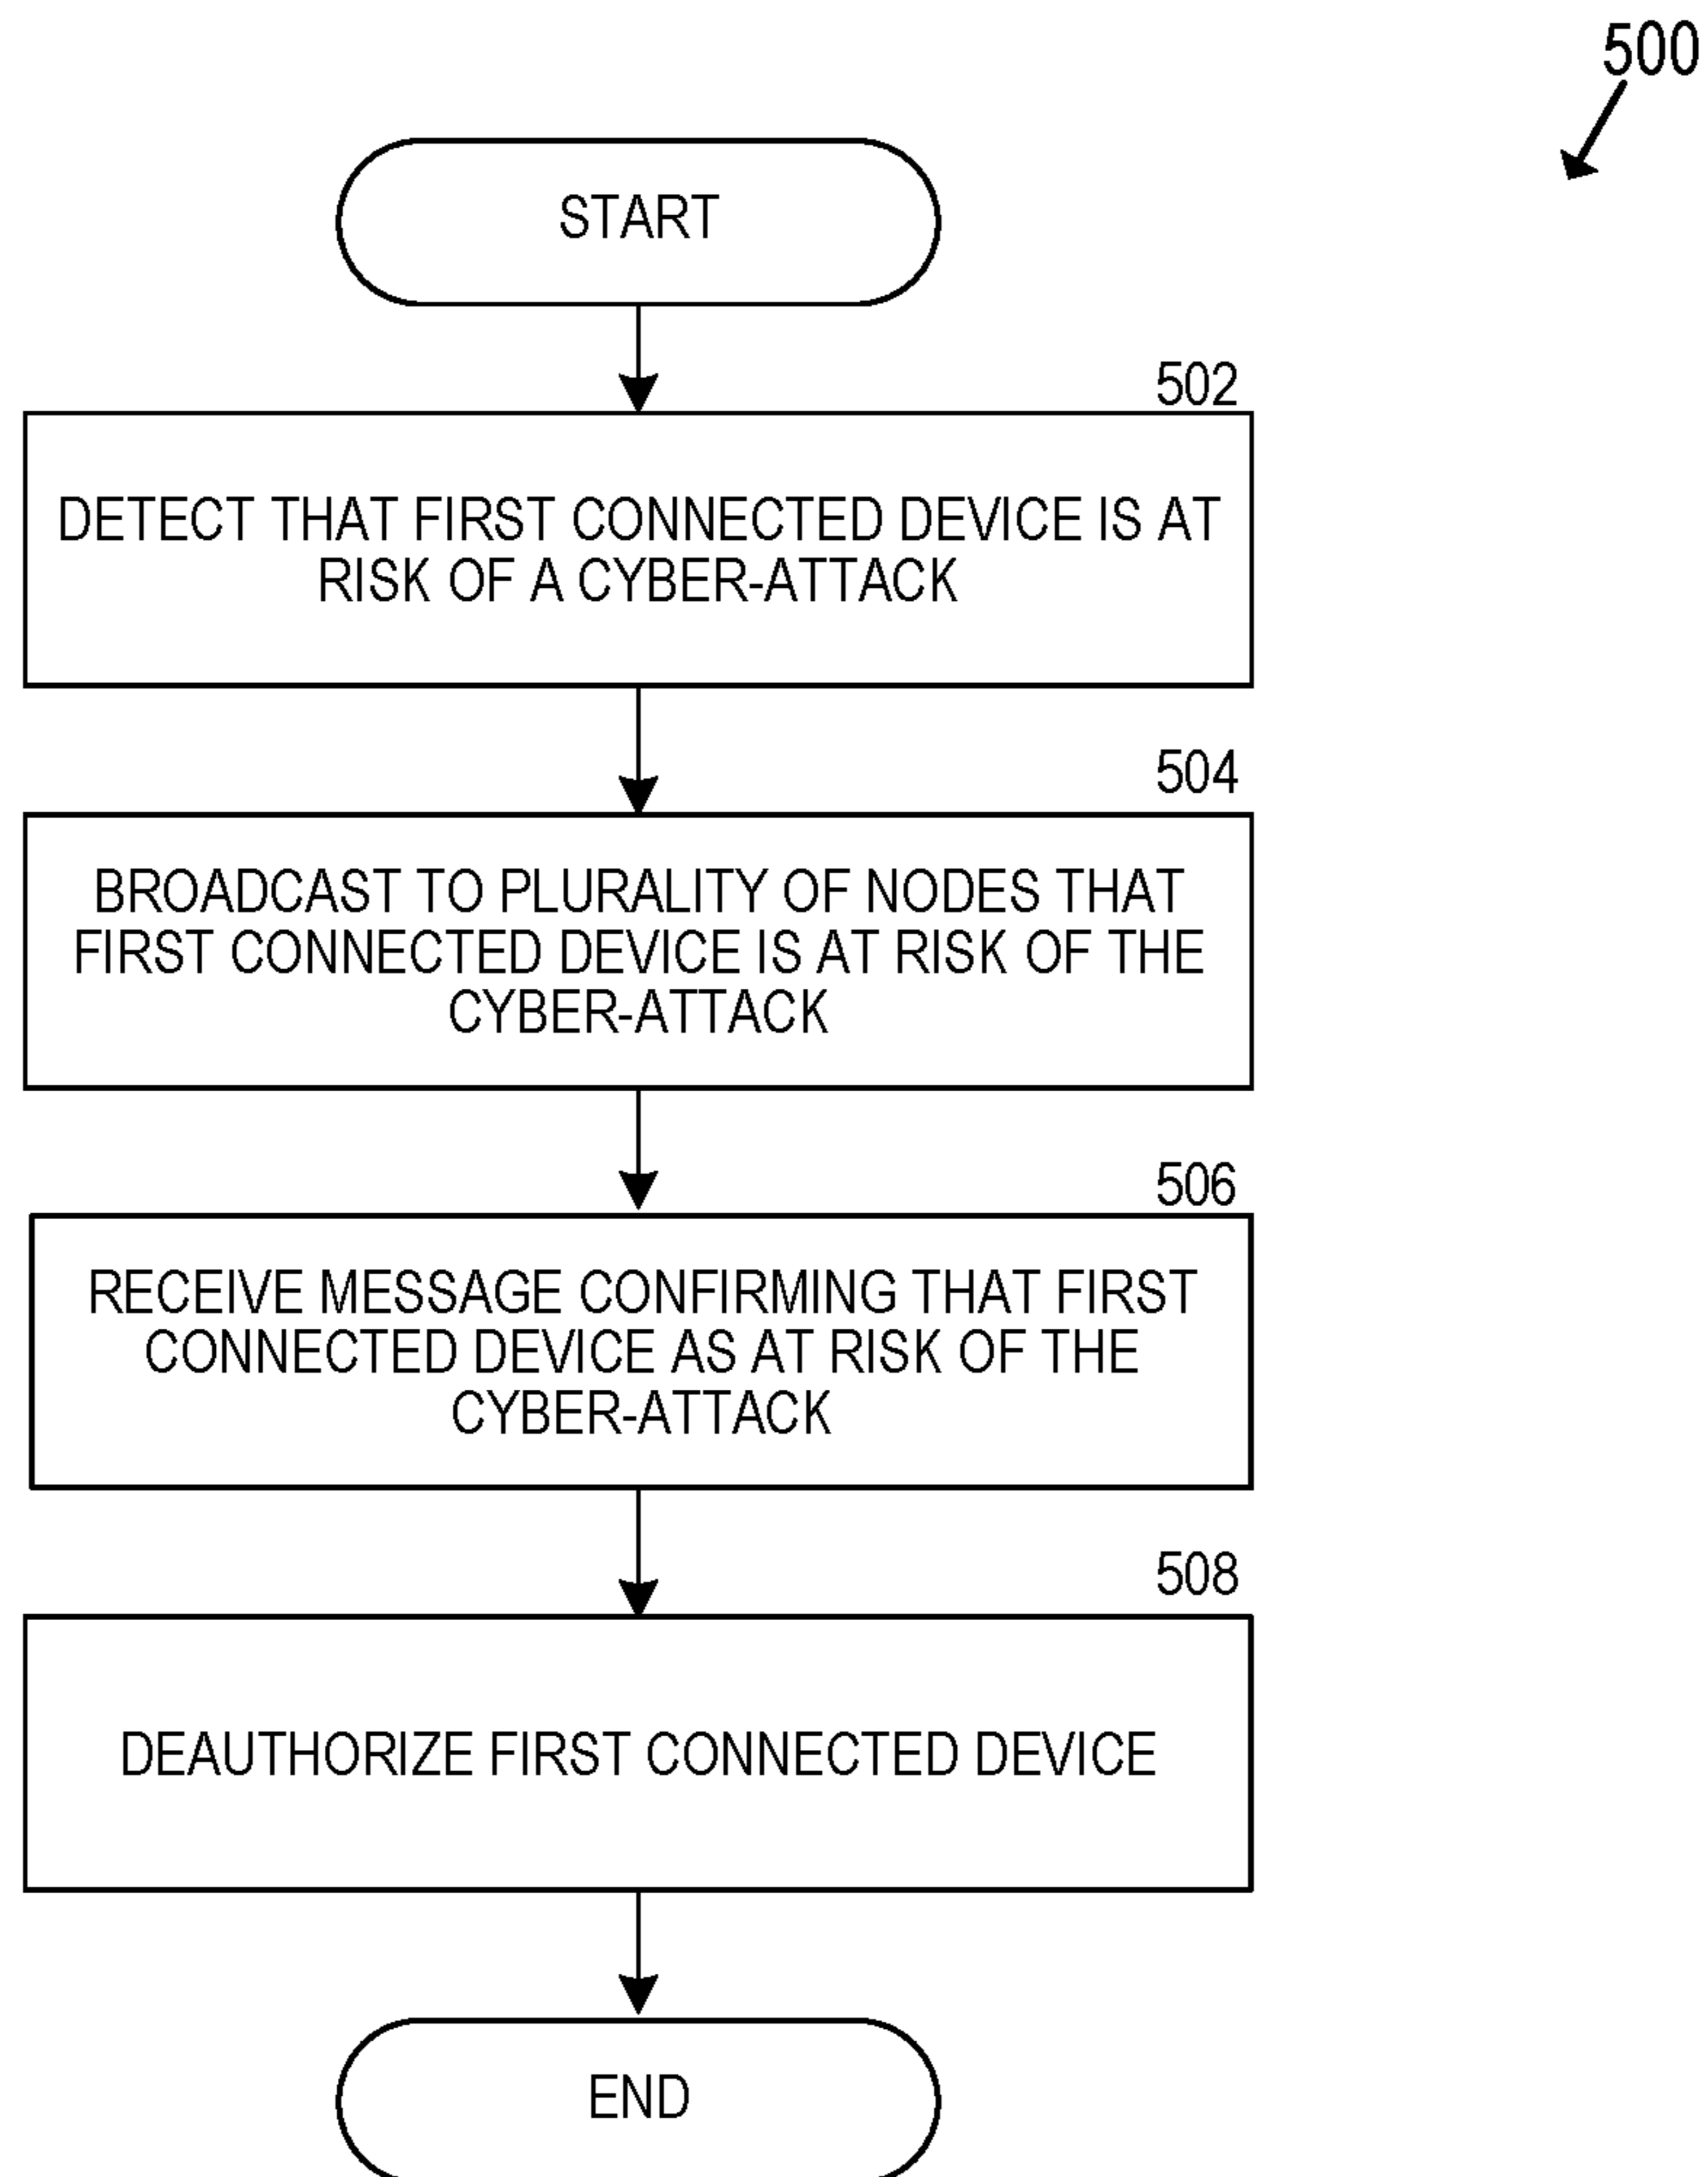 500
START
502
DETECT THAT FIRST CONNECTED DEVICE IS AT
RISK OF A CYBER-ATTACK
504
BROADCAST TO PLURALITY OF NODES THAT
FIRST CONNECTED DEVICE IS AT RISK OF THE
CYBER-ATTACK
506
RECEIVE MESSAGE CONFIRMING THAT FIRST
CONNECTED DEVICE AS AT RISK OF THE
CYBER-ATTACK
508
DEAUTHORIZE FIRST CONNECTED DEVICE
END